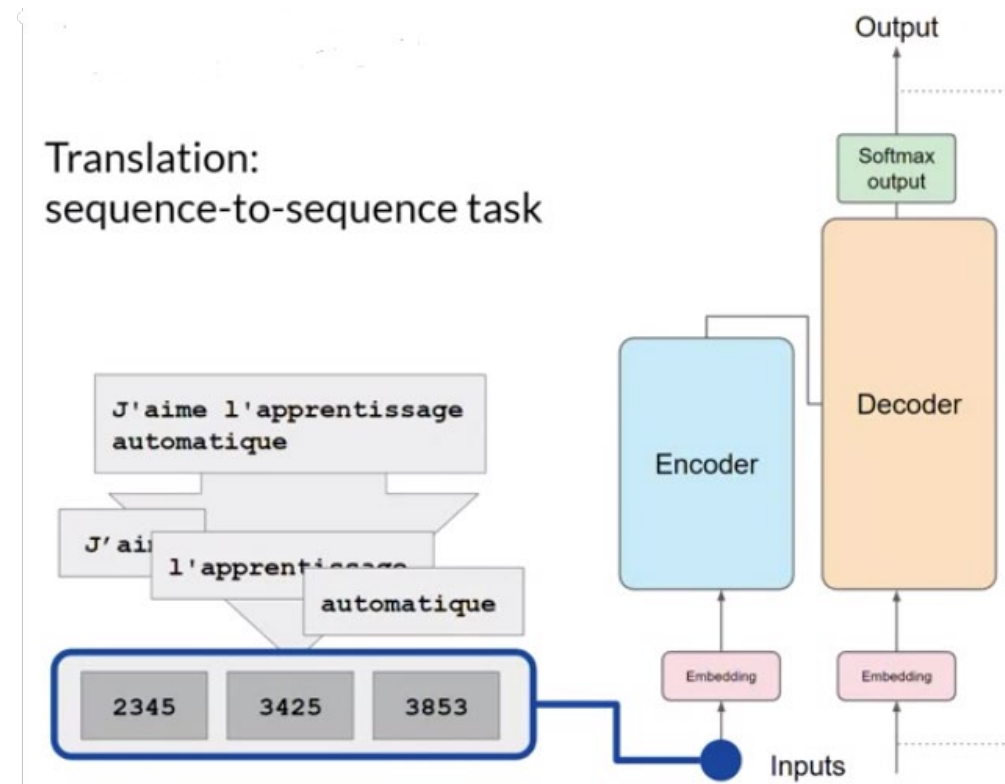 Output
Translation:
sequence-to-sequence task
Softmax
output
J'aime l'apprentissage
automatique
Encoder
Decoder
automatique
2345 3425 3853
Embedding
Embedding
Inputs